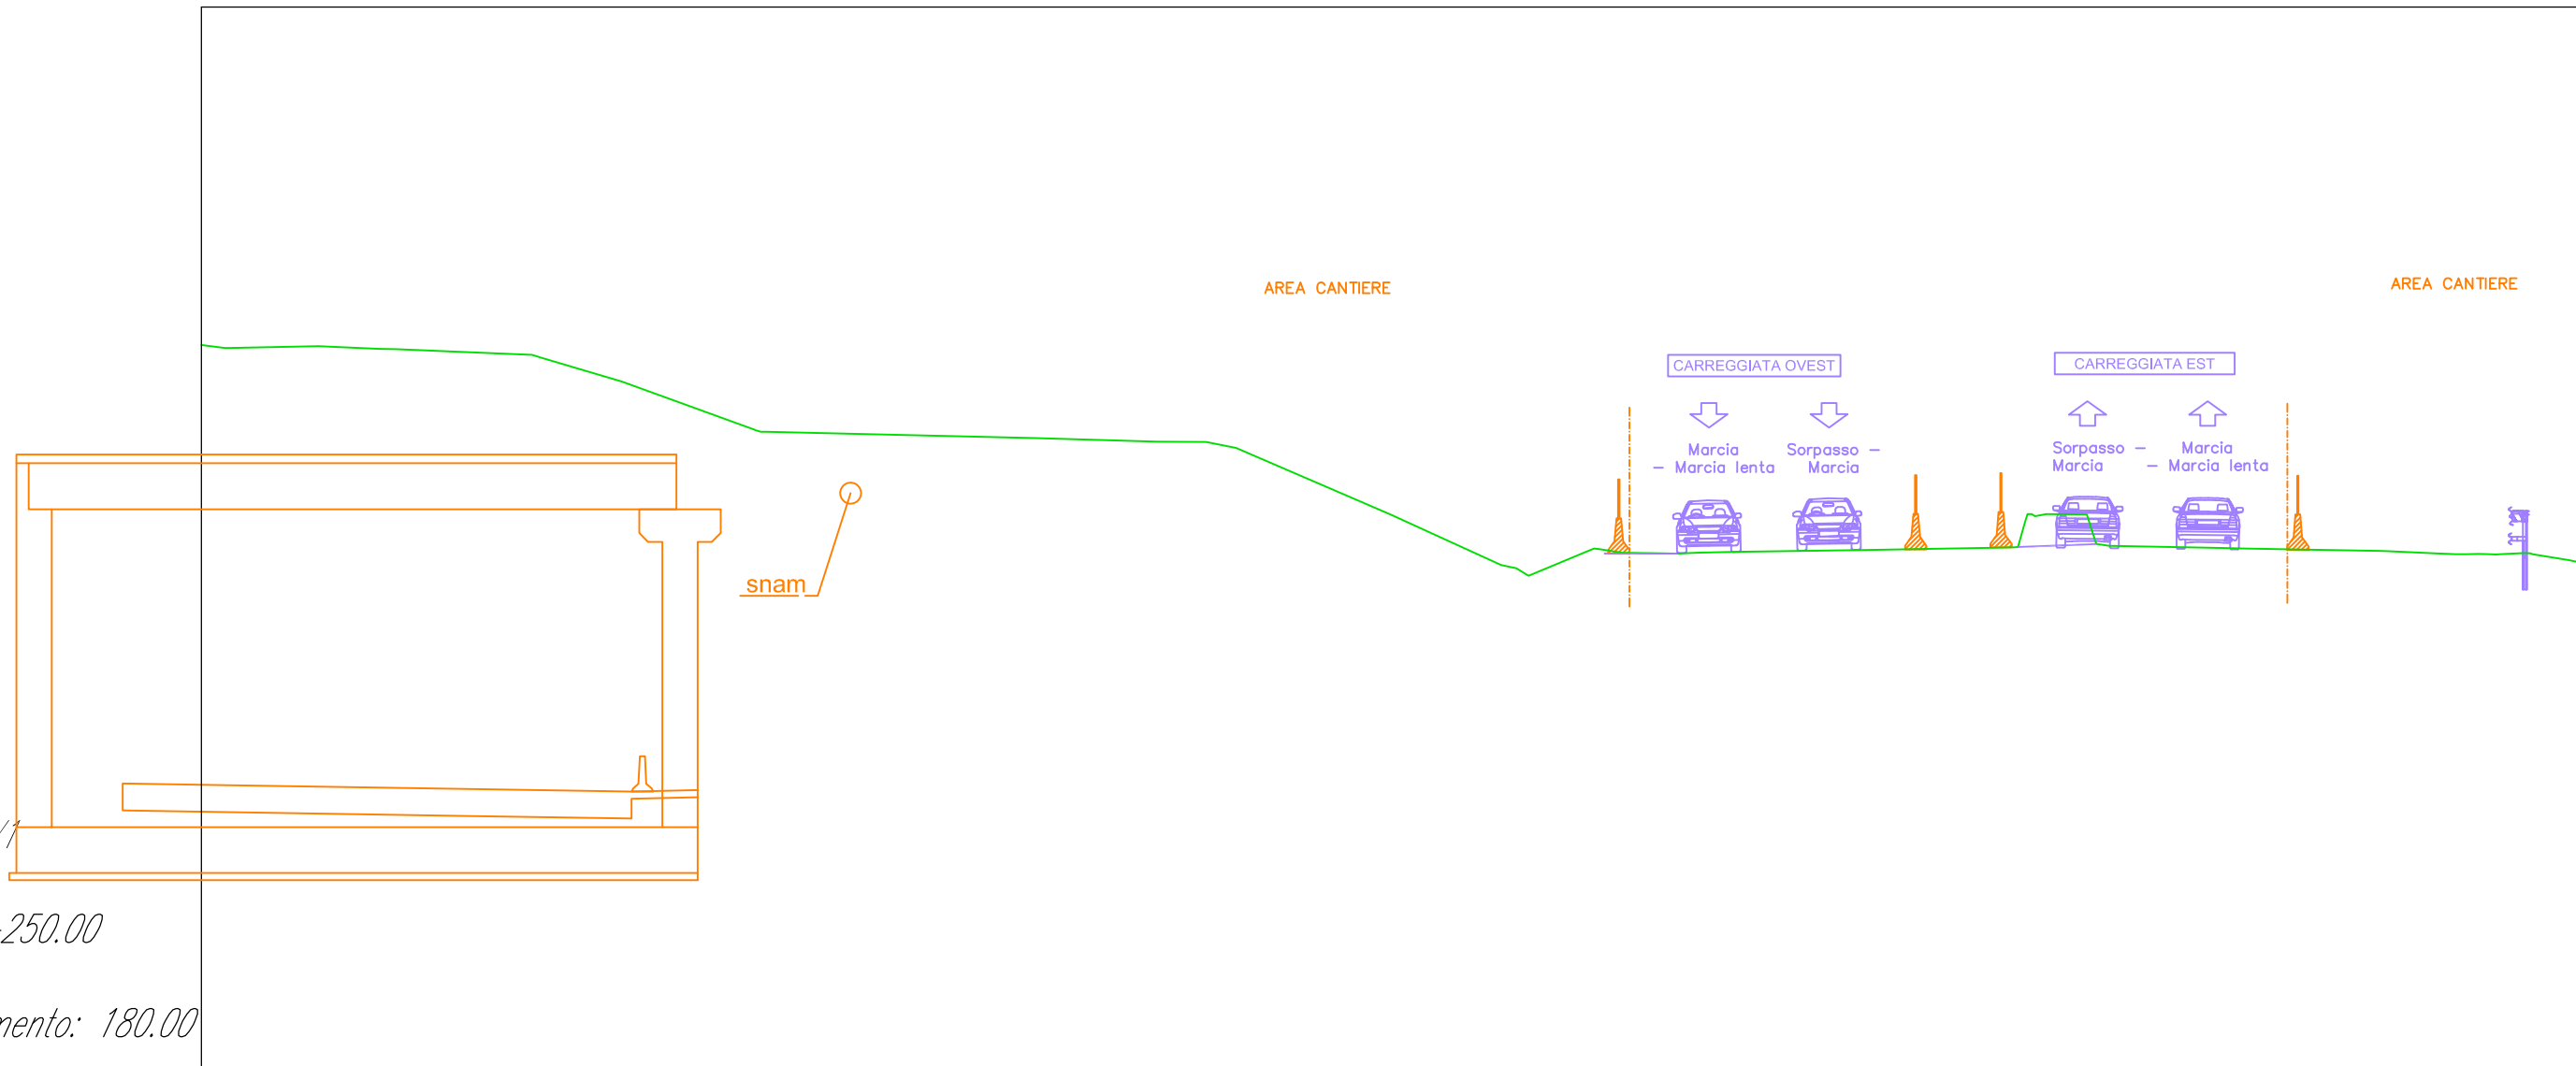 AREA CANTIERE
AREA CANTIERE
CARREGGIATA OVEST
CARREGGIATA EST
Marcia
- Marcia lenta
Sorpasso -
Marcia
Sorpasso -
Marcia
Marcia
- Marcia lenta
snam
250.00
mento: 180.00